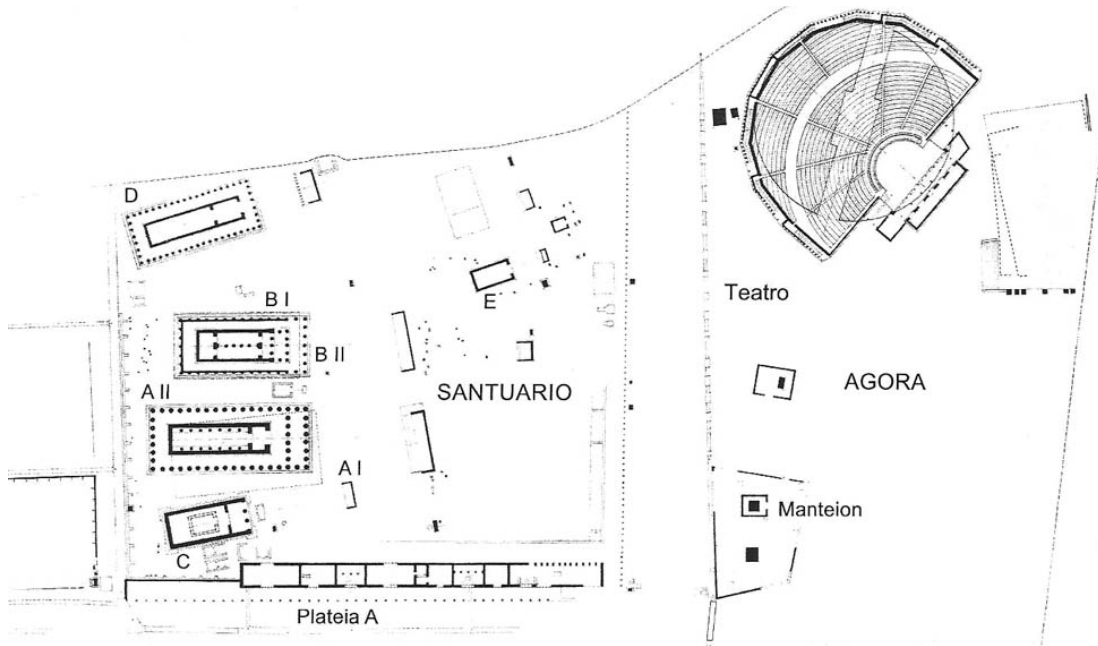 D
B I
E
Teatro
B II
A II
SANTUARIO
AGORA
A I
Manteion
C
Plateia A